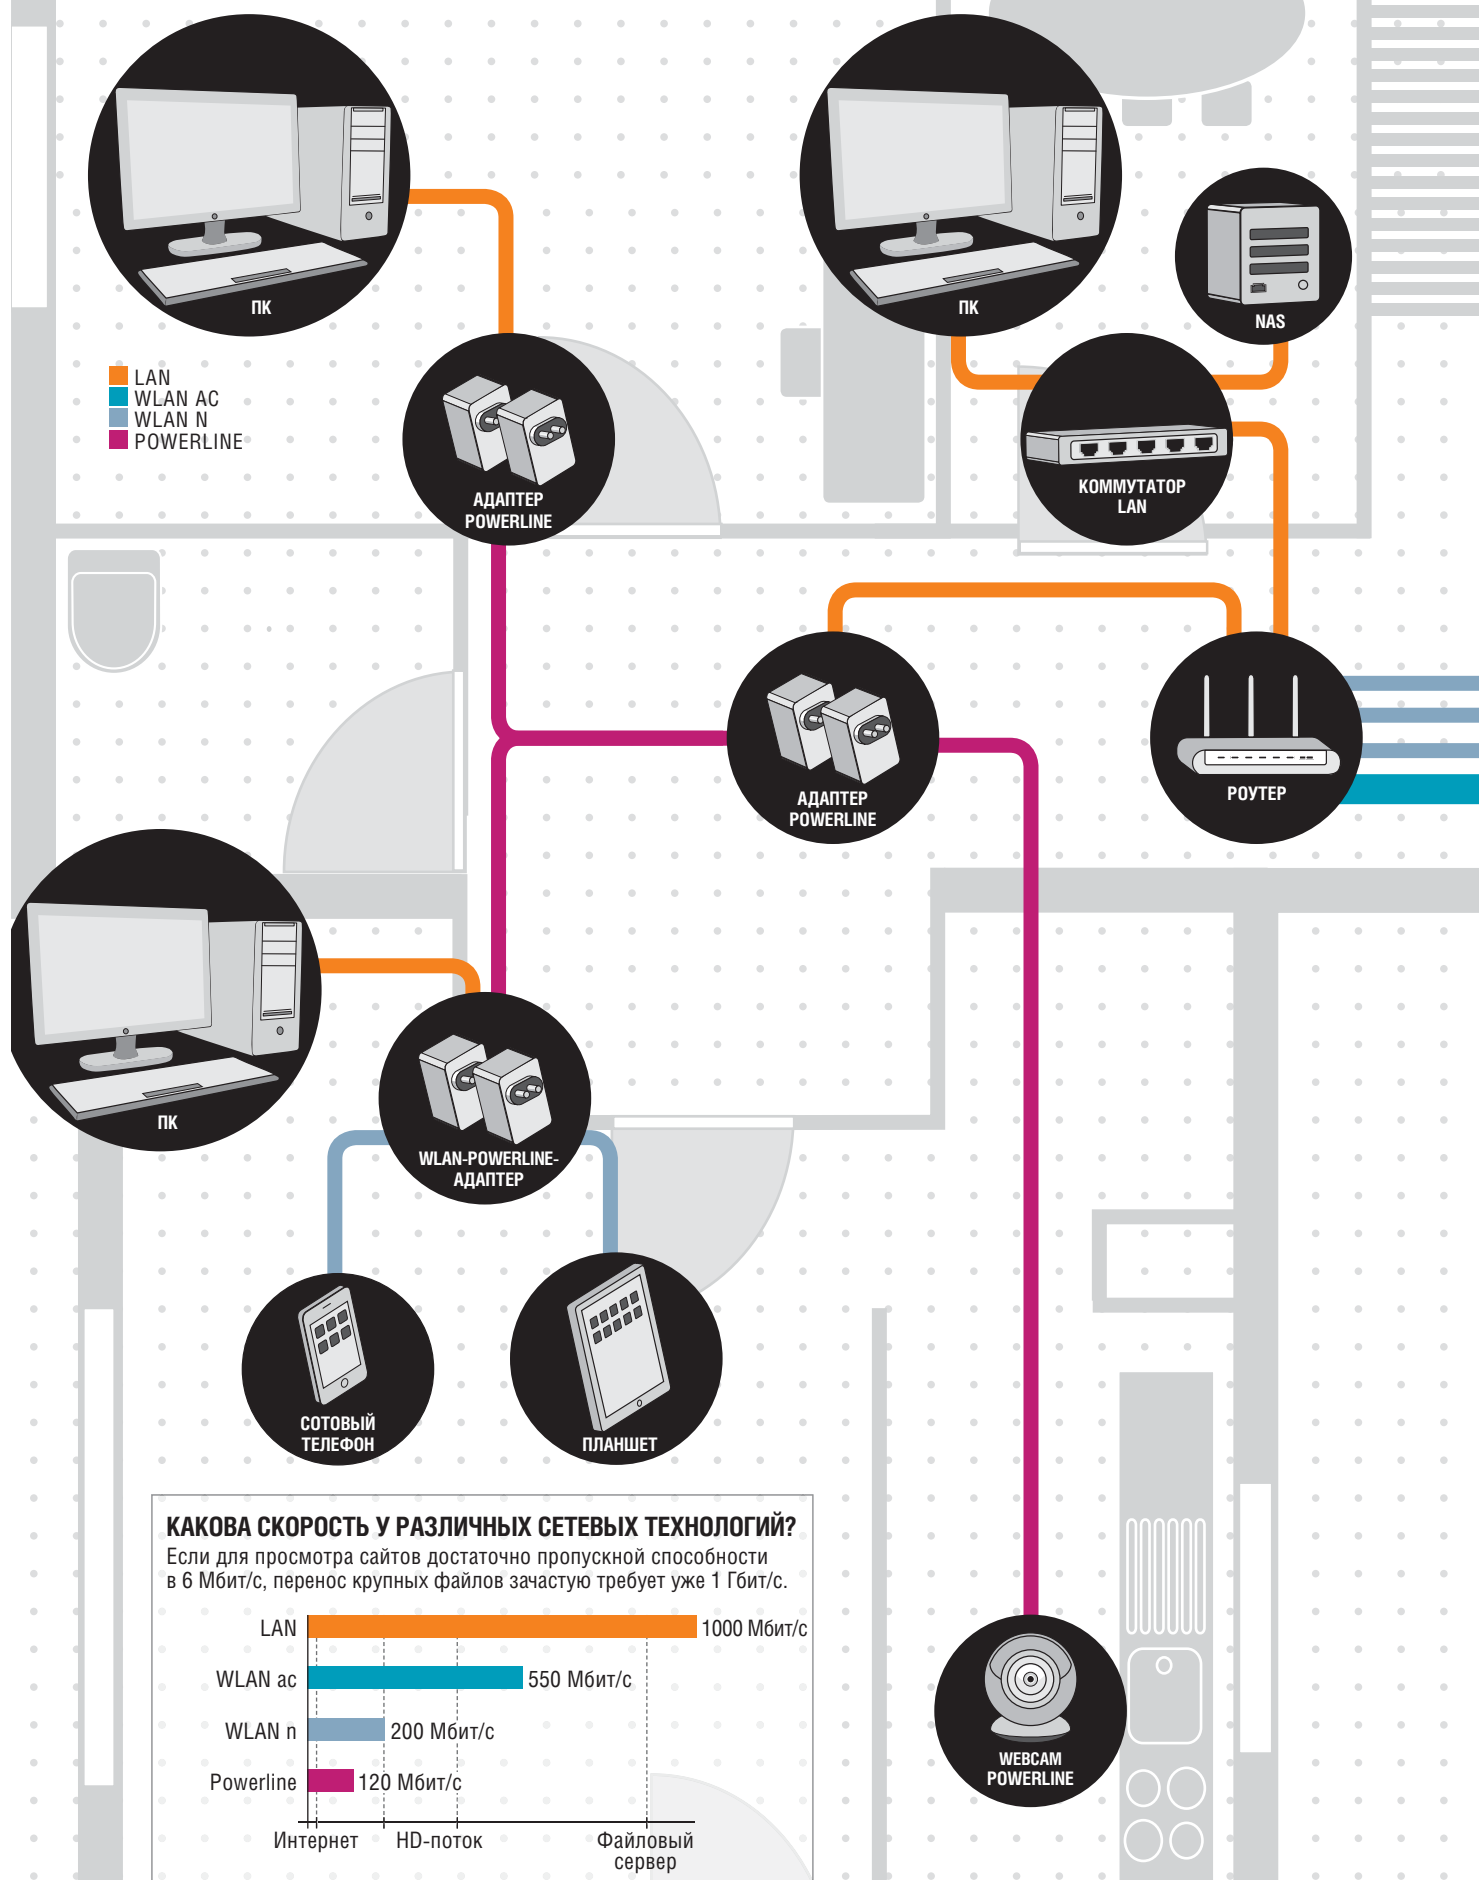 ПК
ПК
NAS
LAN
WLAN AC
WLAN N
POWERLINE
АДАПТЕР
POWERLINE
КОММУТАТОР
LAN
АДАПТЕР
POWERLINE
РОУТЕР
ПК
WLAN-POWERLINE-
АДАПТЕР
СОТОВЫЙ
ТЕЛЕФОН
ПЛАНШЕТ
КАКОВА СКОРОСТЬ У РАЗЛИЧНЫХ СЕТЕВЫХ ТЕХНОЛОГИЙ?
Если для просмотра сайтов достаточно пропускной способности
в 6 Мбит/с, перенос крупных файлов зачастую требует уже 1 Гбит/с.
LAN 1000 Мбит/с
WLAN ac 550 Мбит/с
WLAN n 200 Мбит/с
Powerline 120 Мбит/с
Интернет HD-поток Файловый
сервер
WEBCAM
POWERLINE